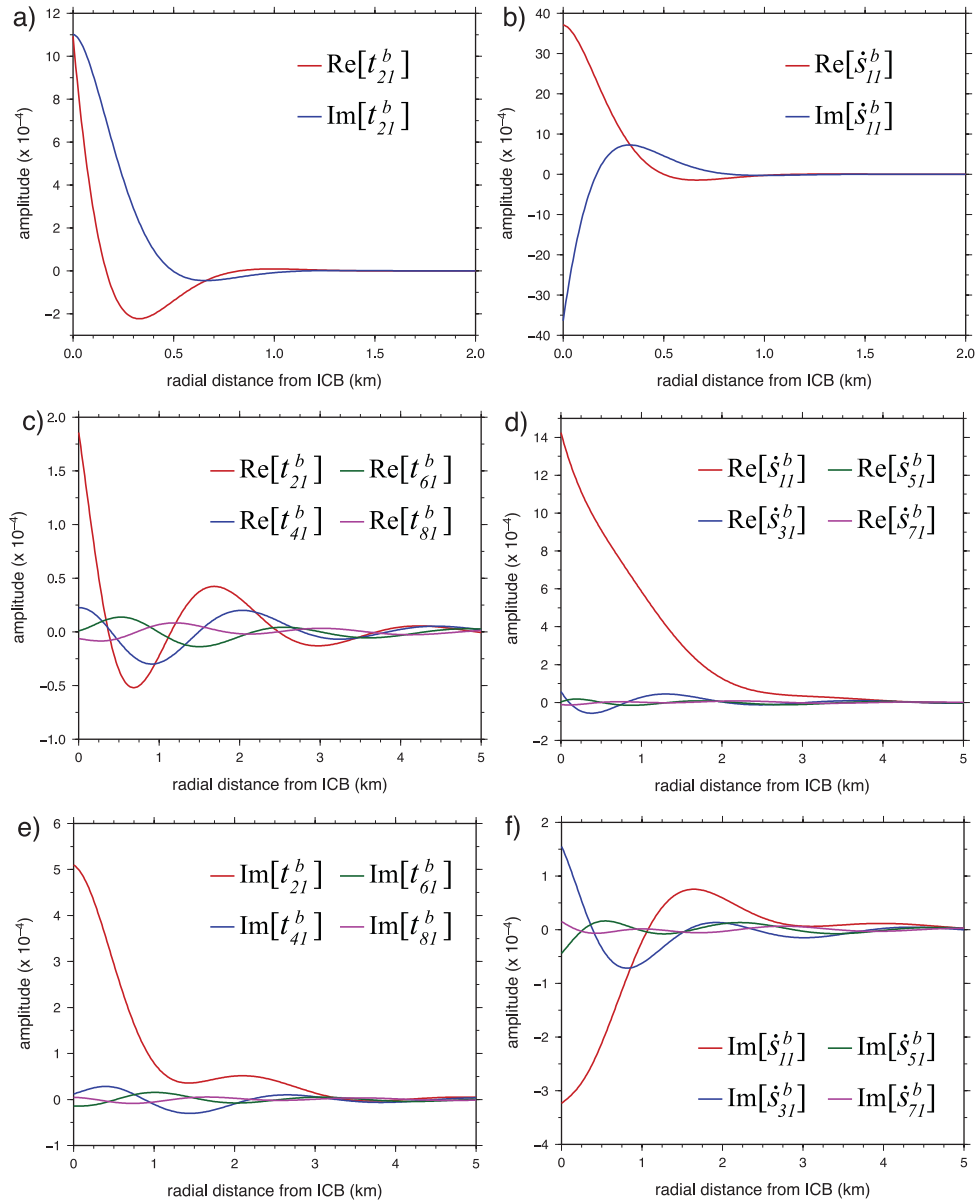 a)
11
10
8
6
4
2
0
−2
amplitude (x 10⁻⁴)
Re[t₂₁ᵇ]
Im[t₂₁ᵇ]
0.0 0.5 1.0 1.5 2.0
radial distance from ICB (km)
b)
40
30
20
10
0
−10
−20
−30
−40
amplitude (x 10⁻⁴)
Re[ṡ₁₁ᵇ]
Im[ṡ₁₁ᵇ]
0.0 0.5 1.0 1.5 2.0
radial distance from ICB (km)
c)
2.0
1.5
1.0
0.5
0.0
−0.5
−1.0
amplitude (x 10⁻⁴)
Re[t₂₁ᵇ] Re[t₆₁ᵇ]
Re[t₄₁ᵇ] Re[t₈₁ᵇ]
0 1 2 3 4 5
radial distance from ICB (km)
d)
14
12
10
8
6
4
2
0
−2
amplitude (x 10⁻⁴)
Re[ṡ₁₁ᵇ] Re[ṡ₅₁ᵇ]
Re[ṡ₃₁ᵇ] Re[ṡ₇₁ᵇ]
0 1 2 3 4 5
radial distance from ICB (km)
e)
6
5
4
3
2
1
0
−1
amplitude (x 10⁻⁴)
Im[t₂₁ᵇ] Im[t₆₁ᵇ]
Im[t₄₁ᵇ] Im[t₈₁ᵇ]
0 1 2 3 4 5
radial distance from ICB (km)
f)
2
1
0
−1
−2
−3
−4
amplitude (x 10⁻⁴)
Im[ṡ₁₁ᵇ] Im[ṡ₅₁ᵇ]
Im[ṡ₃₁ᵇ] Im[ṡ₇₁ᵇ]
0 1 2 3 4 5
radial distance from ICB (km)